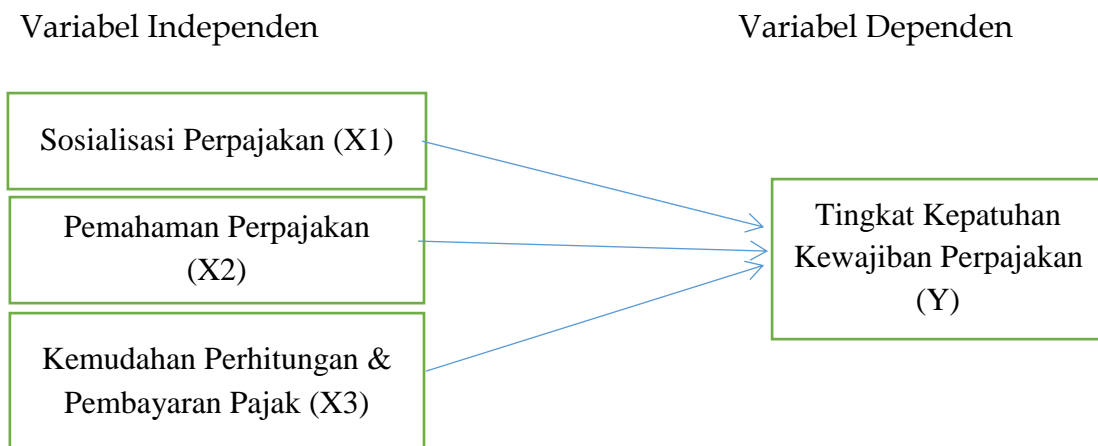 Variabel Independen
Variabel Dependen
Sosialisasi Perpajakan (X1)
Pemahaman Perpajakan
(X2)
Kemudahan Perhitungan &
Pembayaran Pajak (X3)
Tingkat Kepatuhan
Kewajiban Perpajakan
(Y)